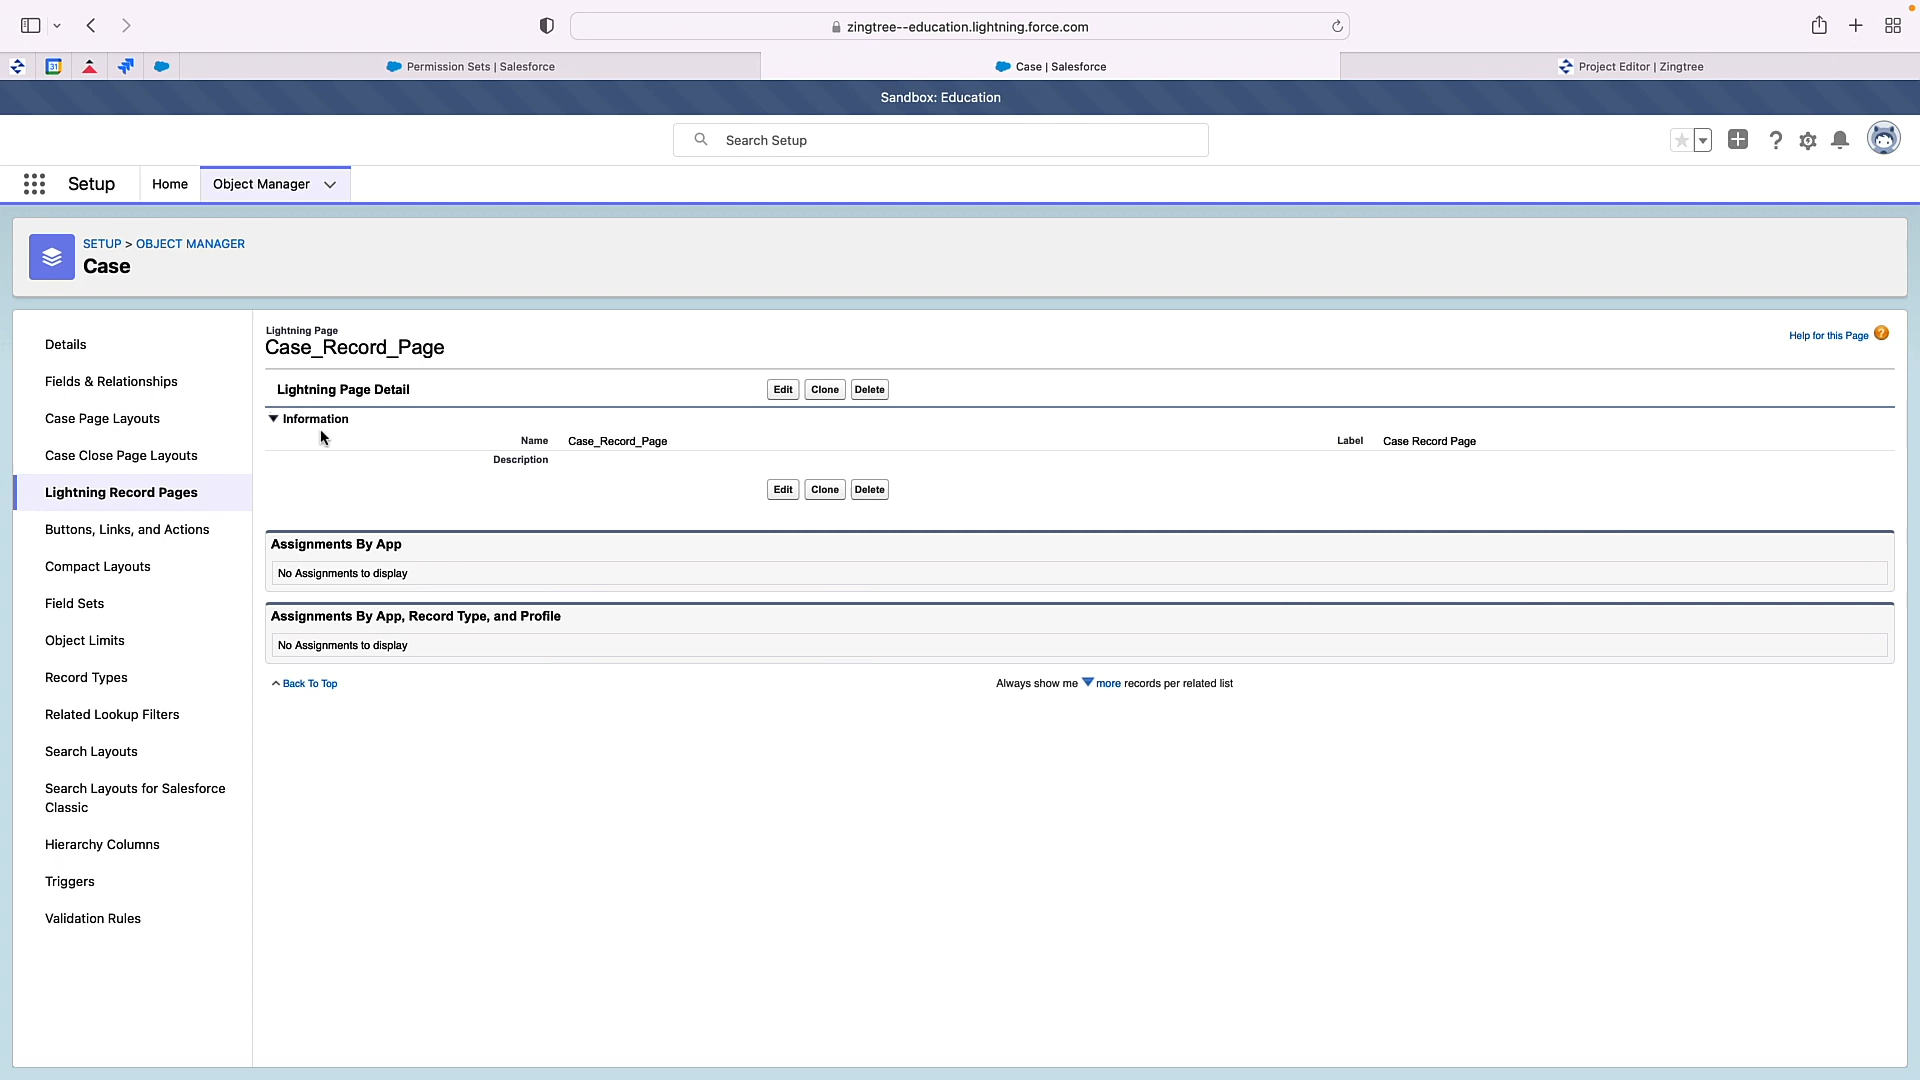 zingtree--education.lightning.force.com
31
Permission Sets | Salesforce
Case | Salesforce
Project Editor | Zingtree
Sandbox: Education
Search Setup
Setup
Home
Object Manager
SETUP > OBJECT MANAGER
Case
Details
Fields & Relationships
Case Page Layouts
Case Close Page Layouts
Lightning Record Pages
Buttons, Links, and Actions
Compact Layouts
Field Sets
Object Limits
Record Types
Related Lookup Filters
Search Layouts
Search Layouts for Salesforce
Classic
Hierarchy Columns
Triggers
Validation Rules
Lightning Page
Case_Record_Page
Help for this Page ?
Lightning Page Detail
Edit Clone Delete
Information
Name Case_Record_Page Label Case Record Page
Description
Edit Clone Delete
Assignments By App
No Assignments to display
Assignments By App, Record Type, and Profile
No Assignments to display
Back To Top
Always show me more records per related list